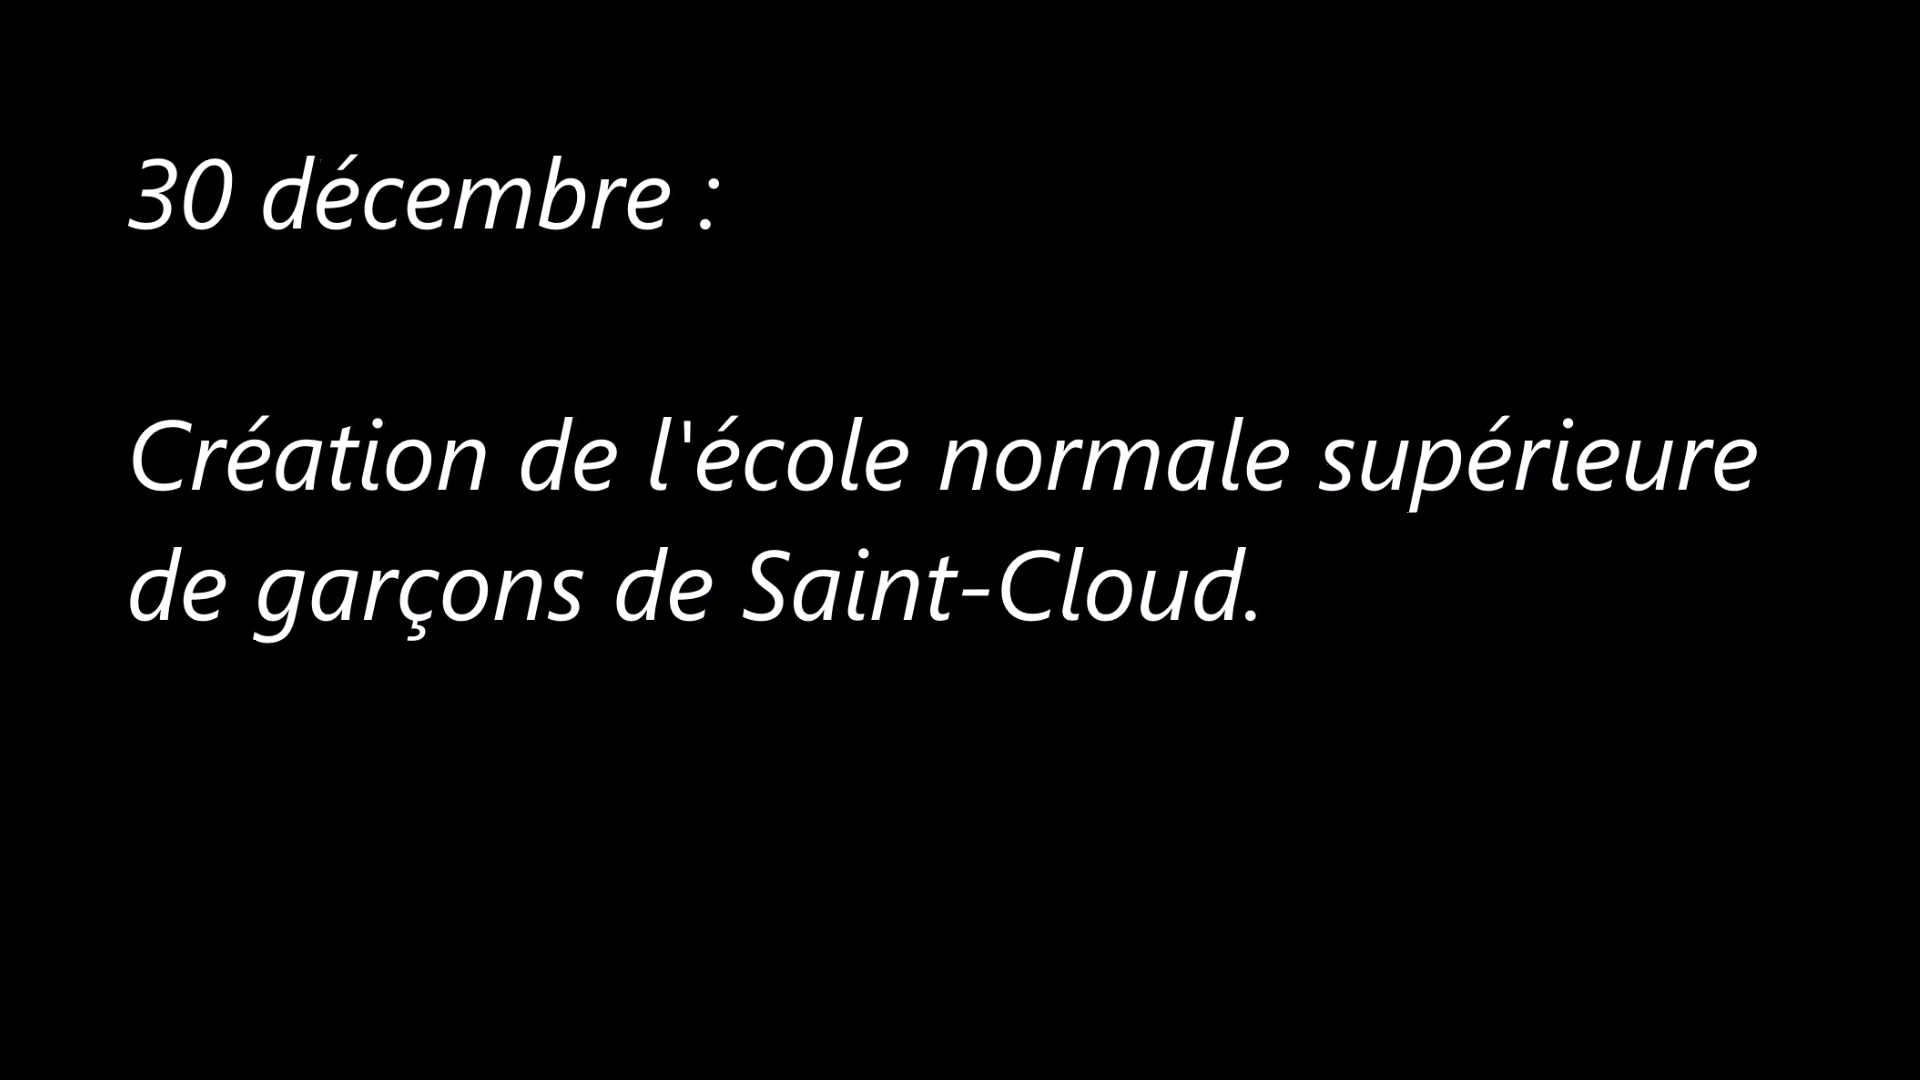 30 décembre :
Création de l'école normale supérieure
de garçons de Saint-Cloud.